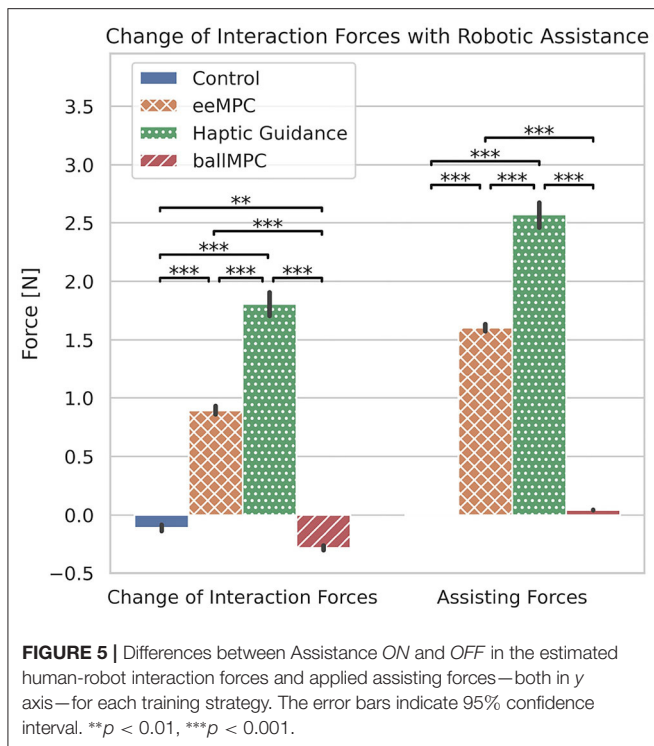 Change of Interaction Forces with Robotic Assistance
Control
eeMPC
Haptic Guidance
ballMPC
Force [N]
3.5
3.0
2.5
2.0
1.5
1.0
0.5
0.0
−0.5
***
***
*** *** ***
**
***
***
*** *** ***
Change of Interaction Forces Assisting Forces
FIGURE 5 | Differences between Assistance ON and OFF in the estimated
human-robot interaction forces and applied assisting forces—both in y
axis—for each training strategy. The error bars indicate 95% confidence
interval. **p < 0.01, ***p < 0.001.